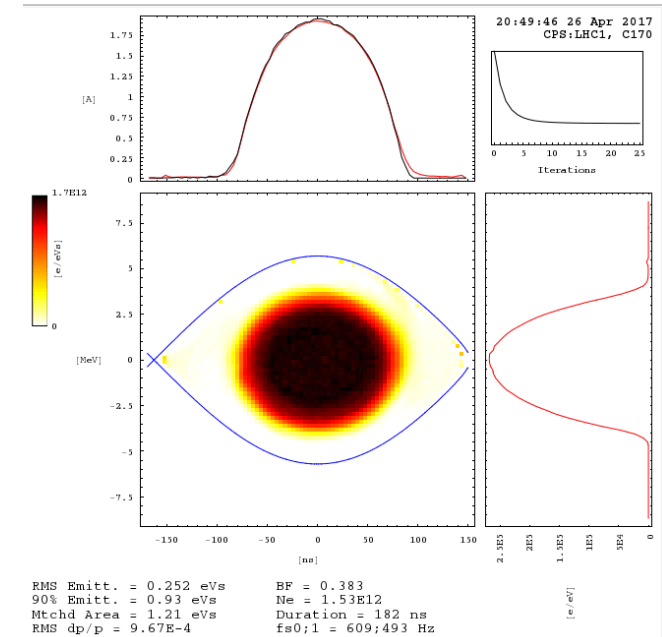 20:49:46 26 Apr 2017
CPS:LHC1, C170
1.75
1.5
1.25
1
0.75
0.5
0.25
0
[A]
0 5 10 15 20 25
Iterations
1.7E12
[e/eVs]
0
7.5
5
2.5
0
-2.5
-5
-7.5
[MeV]
-150 -100 -50 0 50 100 150
[ns]
2.5E5 2E5 1.5E5 1E5 5E4 0
[e/eV]
RMS Emitt. = 0.252 eVs BF = 0.383
90% Emitt. = 0.93 eVs Ne = 1.53E12
Mtchd Area = 1.21 eVs Duration = 182 ns
RMS dp/p = 9.67E-4 fs0;1 = 609;493 Hz